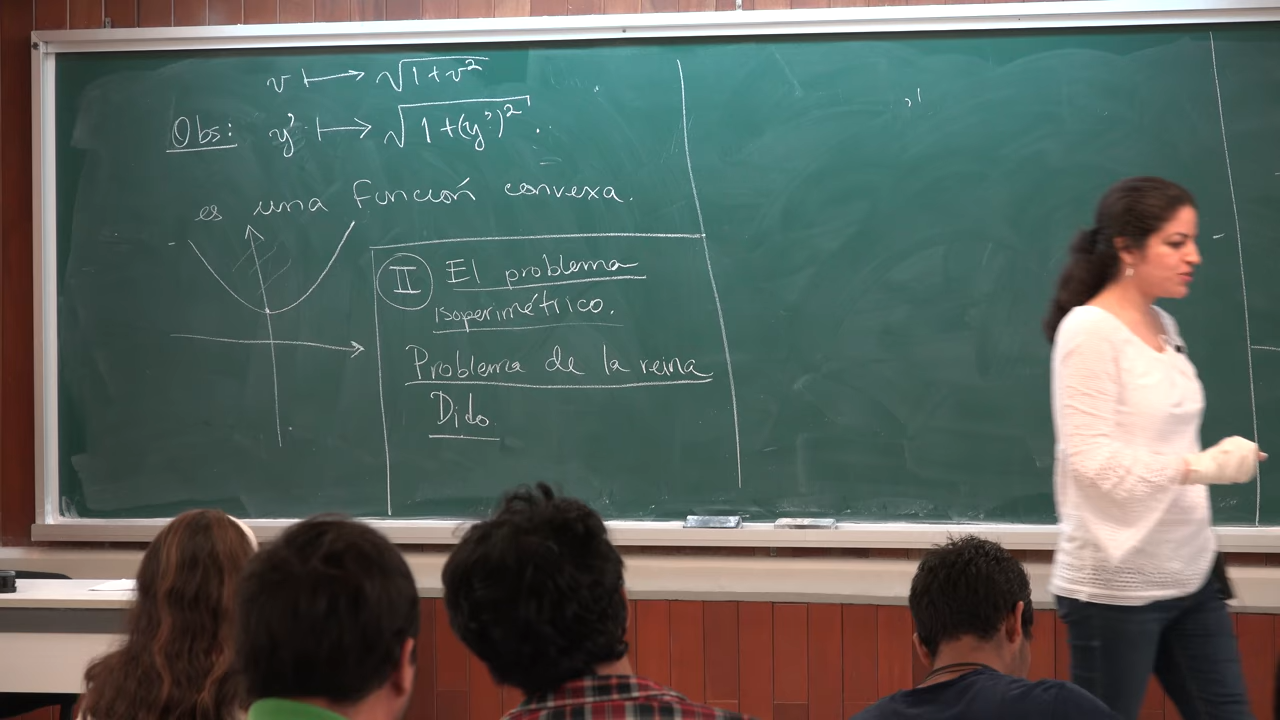 v ↦ √1+v²
Obs: y' ↦ √1+(y')².
es una función convexa.
II El problema
isoperimétrico.
Problema de la reina
Dido.